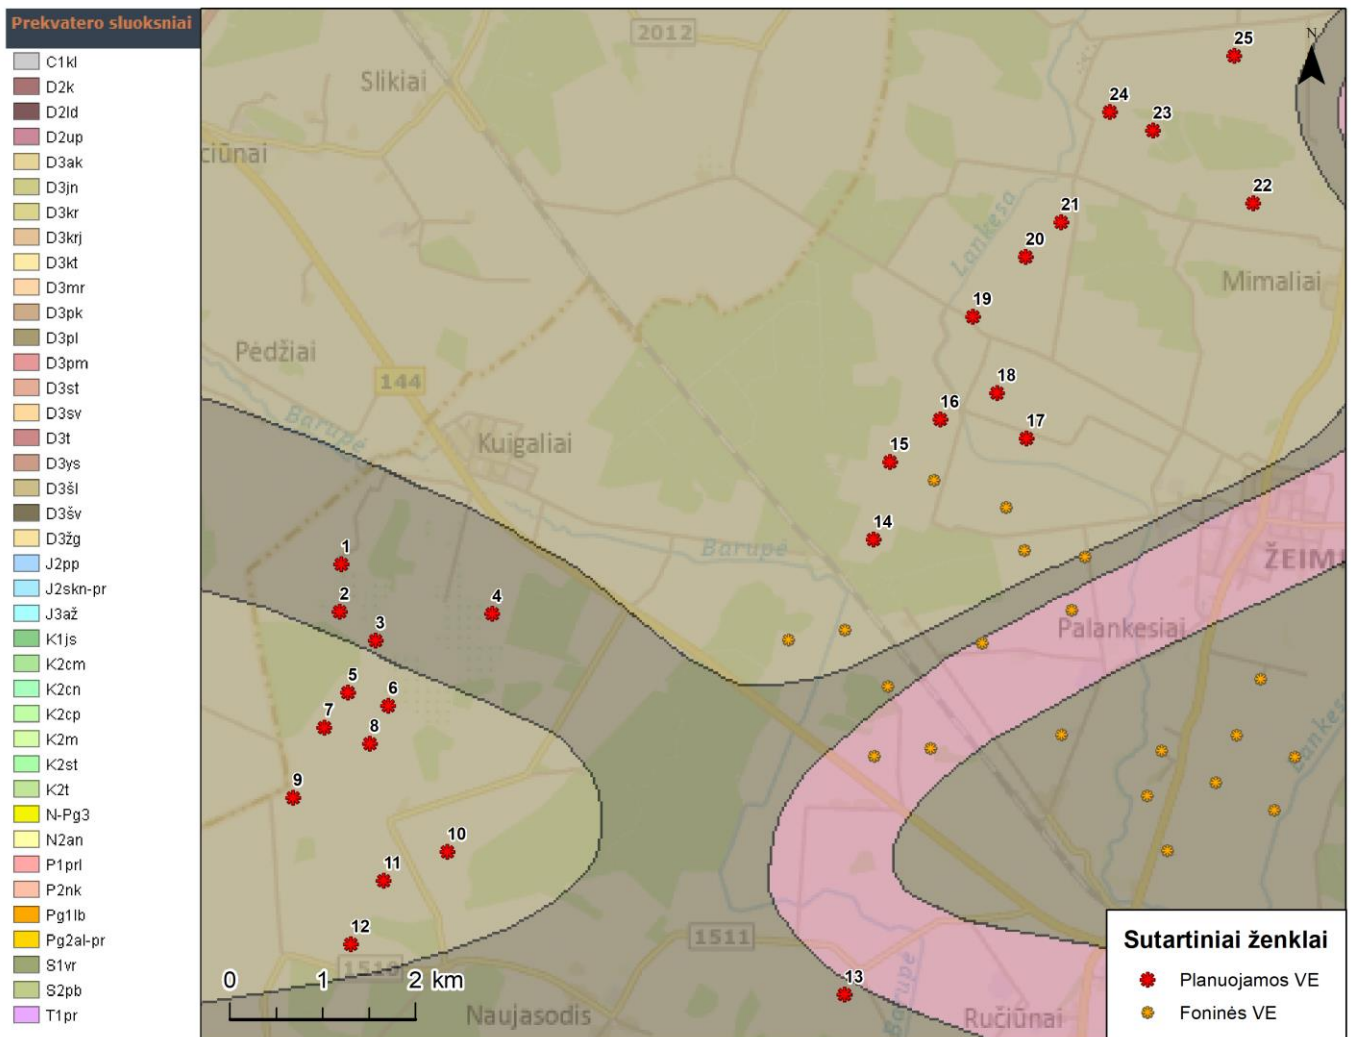 Prekvatero sluoksniai
C1kl
D2k
D2ld
D2up
D3ak
D3jn
D3kr
D3krj
D3kt
D3mr
D3pk
D3pl
D3pm
D3st
D3sv
D3t
D3ys
D3šl
D3šv
D3žg
J2pp
J2skn-pr
J3až
K1js
K2cm
K2cn
K2cp
K2m
K2st
K2t
N-Pg3
N2an
P1prl
P2nk
Pg1lb
Pg2al-pr
S1vr
S2pb
T1pr
2012
25
N
Slikiai
24
23
čiūnai
22
21
Lankesa
20
Mimaliai
19
Pėdžiai
144
18
Barupė
16
17
Kuigaliai
15
14
1
Barupė
ŽEIM
2
4
3
Palankesiai
5
6
7
8
Lankesa
9
10
11
12
1511
1518
13
0 1 2 km
Barupė
Naujasodis
Ručiūnai
Sutartiniai ženklai
Planuojamos VE
Foninės VE